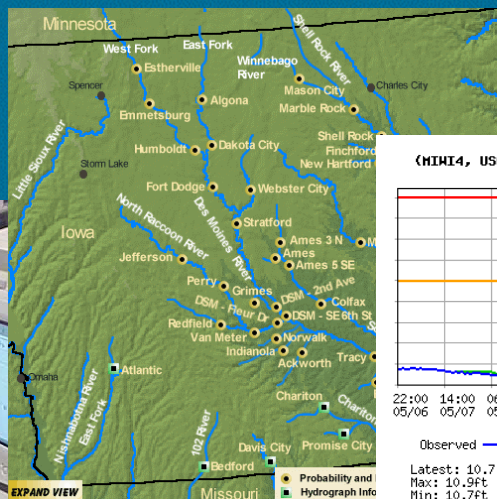 Minnesota
West Fork
East Fork
Shell Rock River
Winnebago
River
Estherville
Spencer
Mason City
Charles City
Algona
Marble Rock
Emmetsburg
Shell Rock
Little Sioux River
Humboldt
Dakota City
Finchford
New Hartford
Storm Lake
Fort Dodge
Webster City
North Raccoon River
Des Moines River
Stratford
Iowa
Ames 3 N
Ames
Jefferson
Ames 5 SE
Perry
Grimes
DSM - 2nd Ave
DSM - Fleur Dr
Colfax
Redfield
DSM - SE6th St
Van Meter
Norwalk
Indianola
Tracy
Ackworth
Atlantic
Omaha
N Ishnabotna River
East Fork
Chariton
Chariton
102 River
Promise City
Davis City
Bedford
Missouri
Probability and
Hydrograph Info
EXPAND VIEW
(MIWI4, US
22:00 14:00 06
05/06 05/07 05
Observed
Latest: 10.7
Max: 10.9ft
Min: 10.7ft